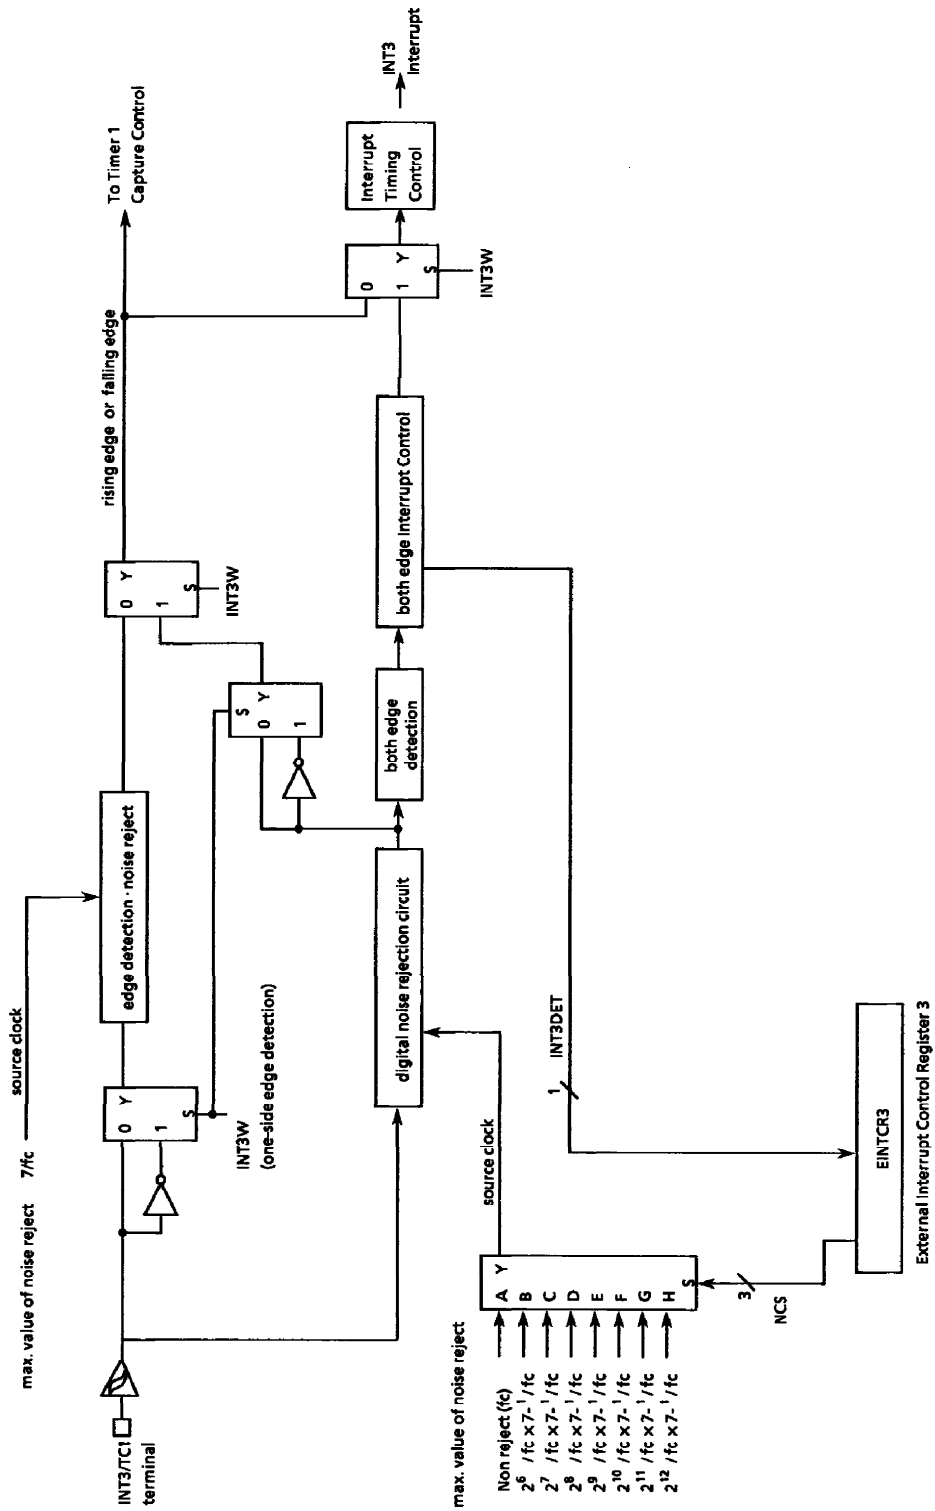 max. value of noise reject 7/fc
source clock
INT3/TC1
terminal
0 Y
1
S
INT3W
(one-side edge detection)
edge detection · noise reject
0 Y
1
S
INT3W
rising edge or falling edge
To Timer 1
Capture Control
S
0 Y
1
digital noise rejection circuit
both edge
detection
both edge Interrupt Control
0
1 Y
S
INT3W
Interrupt
Timing
Control
INT3
Interrupt
max. value of noise reject
Non reject (fc)
2⁶ /fc x 7- ¹ /fc
2⁷ /fc x 7- ¹ /fc
2⁸ /fc x 7- ¹ /fc
2⁹ /fc x 7- ¹ /fc
2¹⁰ /fc x 7- ¹ /fc
2¹¹ /fc x 7- ¹ /fc
2¹² /fc x 7- ¹ /fc
A Y
B
C
D
E
F
G
H
S
source clock
3
NCS
1
INT3DET
EINTCR3
External Interrupt Control Register 3